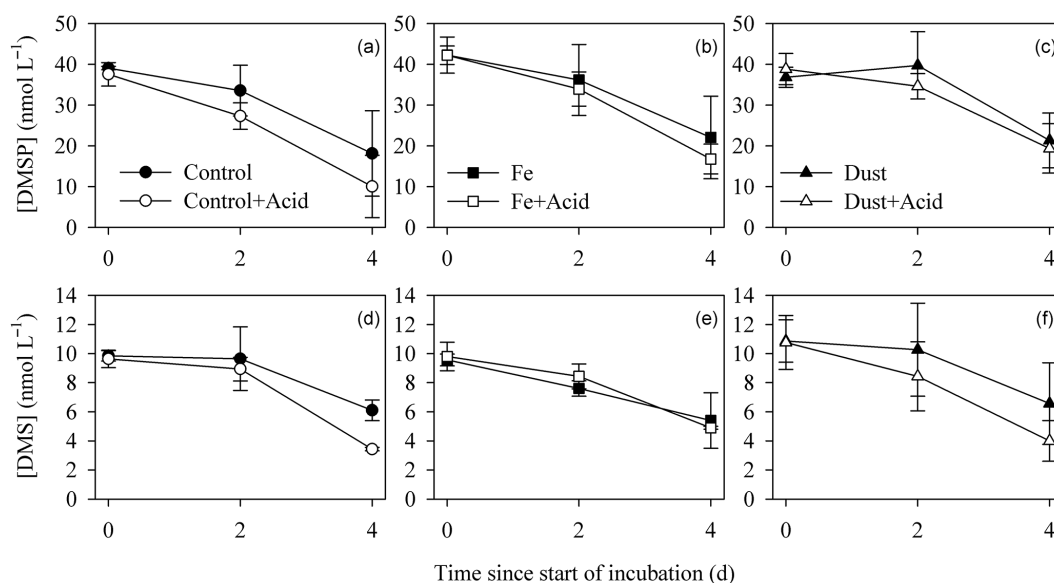 [DMSP] (nmol L⁻¹)
50
40
30
20
10
0
(a)
Control
Control+Acid
0 2 4
50
40
30
20
10
0
(b)
Fe
Fe+Acid
0 2 4
50
40
30
20
10
0
(c)
Dust
Dust+Acid
0 2 4
[DMS] (nmol L⁻¹)
14
12
10
8
6
4
2
0
(d)
0 2 4
14
12
10
8
6
4
2
0
(e)
0 2 4
14
12
10
8
6
4
2
0
(f)
0 2 4
Time since start of incubation (d)